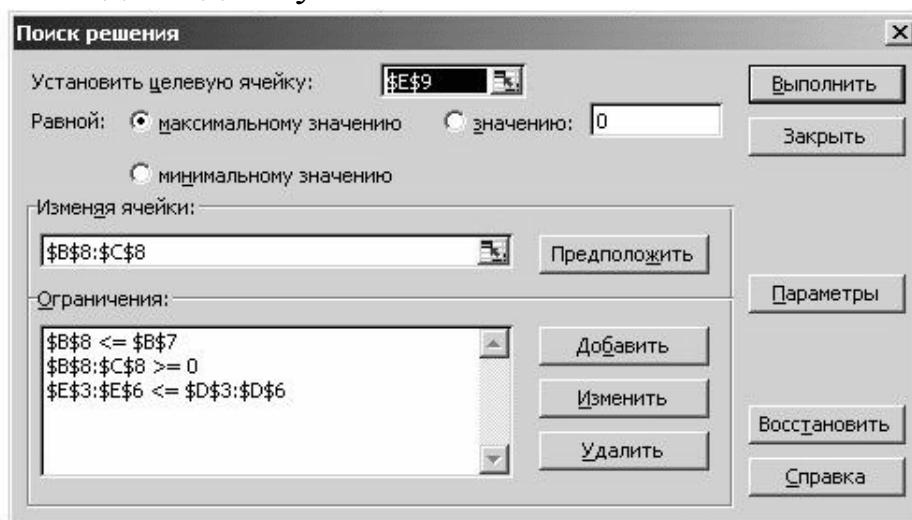 Поиск решения
Установить целевую ячейку: $E$9 Выполнить
Равной: максимальному значению значению: 0 Закрыть
минимальному значению
Изменяя ячейки:
$B$8:$C$8 Предположить
Ограничения: Параметры
$B$8 <= $B$7 Добавить
$B$8:$C$8 >= 0
$E$3:$E$6 <= $D$3:$D$6 Изменить
Восстановить
Удалить
Справка